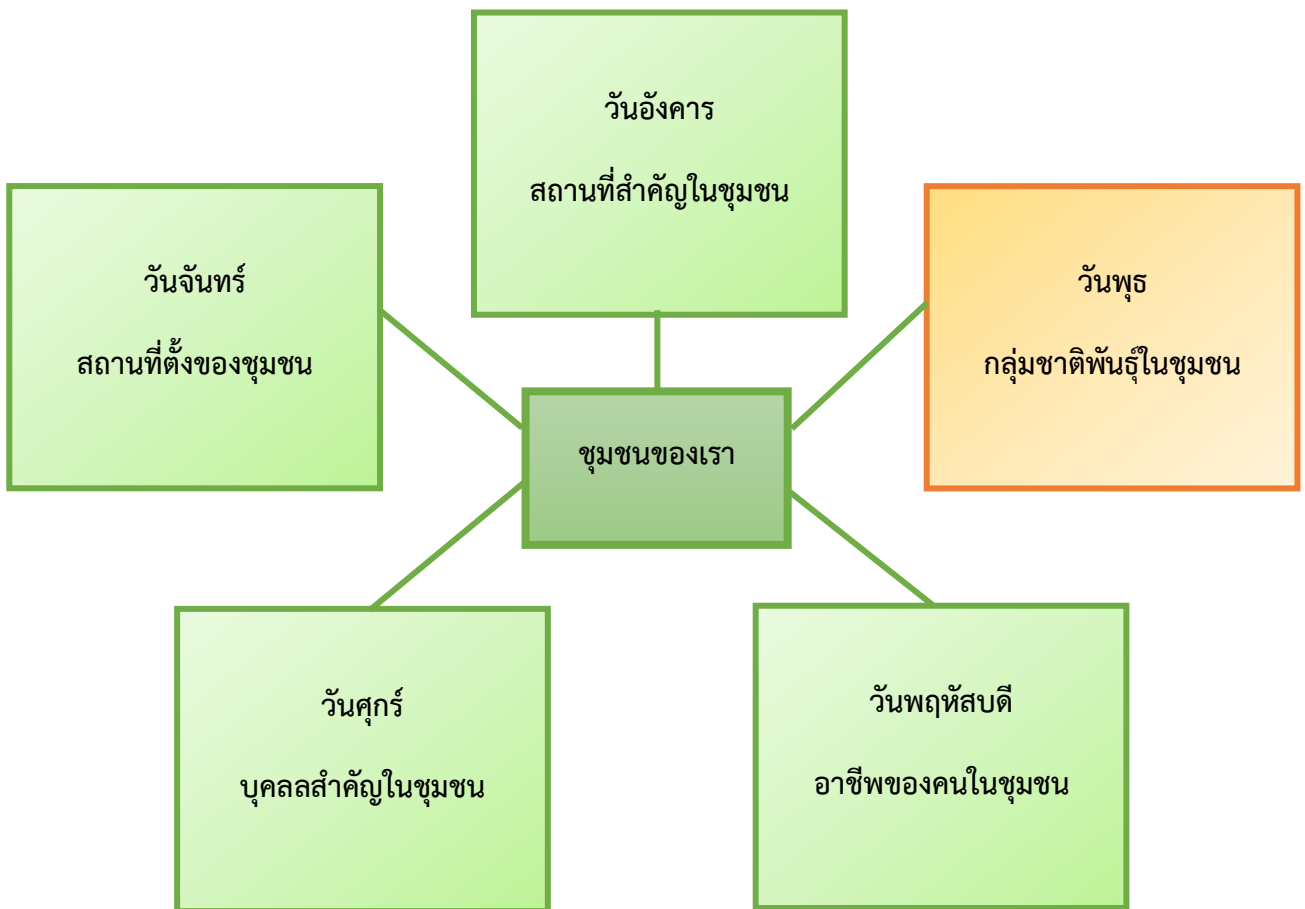 วันอังคาร
สถานที่สำคัญในชุมชน
วันจันทร์
สถานที่ตั้งของชุมชน
วันพุธ
กลุ่มชาติพันธุ์ในชุมชน
ชุมชนของเรา
วันศุกร์
บุคลลสำคัญในชุมชน
วันพฤหัสบดี
อาชีพของคนในชุมชน